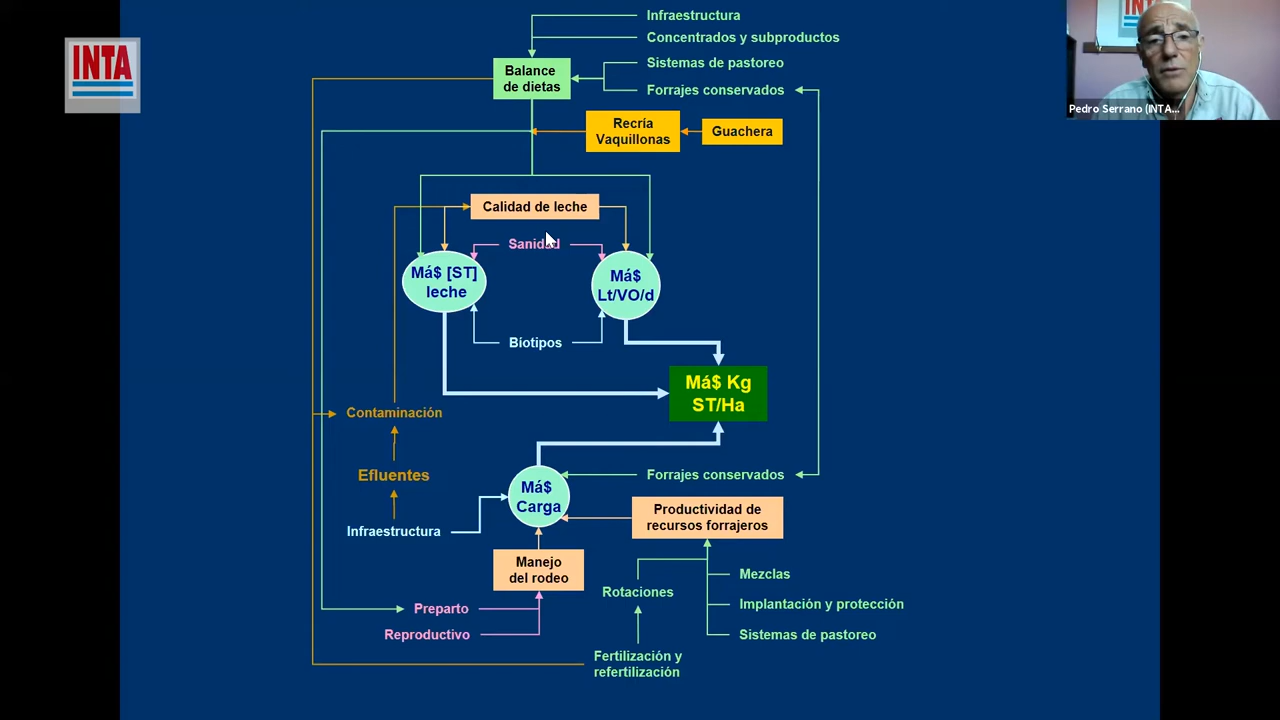 INTA
Infraestructura
Concentrados y subproductos
Sistemas de pastoreo
Forrajes conservados
Balance
de dietas
Recría
Vaquillonas
Guachera
Calidad de leche
Sanidad
Má$ [ST]
leche
Má$
Lt/VO/d
Biotipos
Má$ Kg
ST/Ha
Contaminación
Efluentes
Infraestructura
Má$
Carga
Forrajes conservados
Productividad de
recursos forrajeros
Manejo
del rodeo
Preparto
Reproductivo
Rotaciones
Mezclas
Implantación y protección
Sistemas de pastoreo
Fertilización y
refertilización
INTA
Pedro Serrano (INTA...